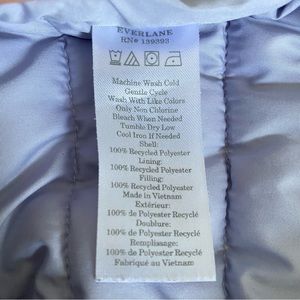 EVERLANE
RN# 139393
Machine Wash Cold
Gentle Cycle
Wash With Like Colors
Only Non Chlorine
Bleach When Needed
Tumble Dry Low
Cool Iron If Needed
Shell:
100% Recycled Polyester
Lining:
100% Recycled Polyester
Filling:
100% Recycled Polyester
Made in Vietnam
Extérieur:
100% de Polyester Recyclé
Doublure:
100% de Polyester Recyclé
Remplissage:
100% de Polyester Recyclé
Fabriqué au Vietnam